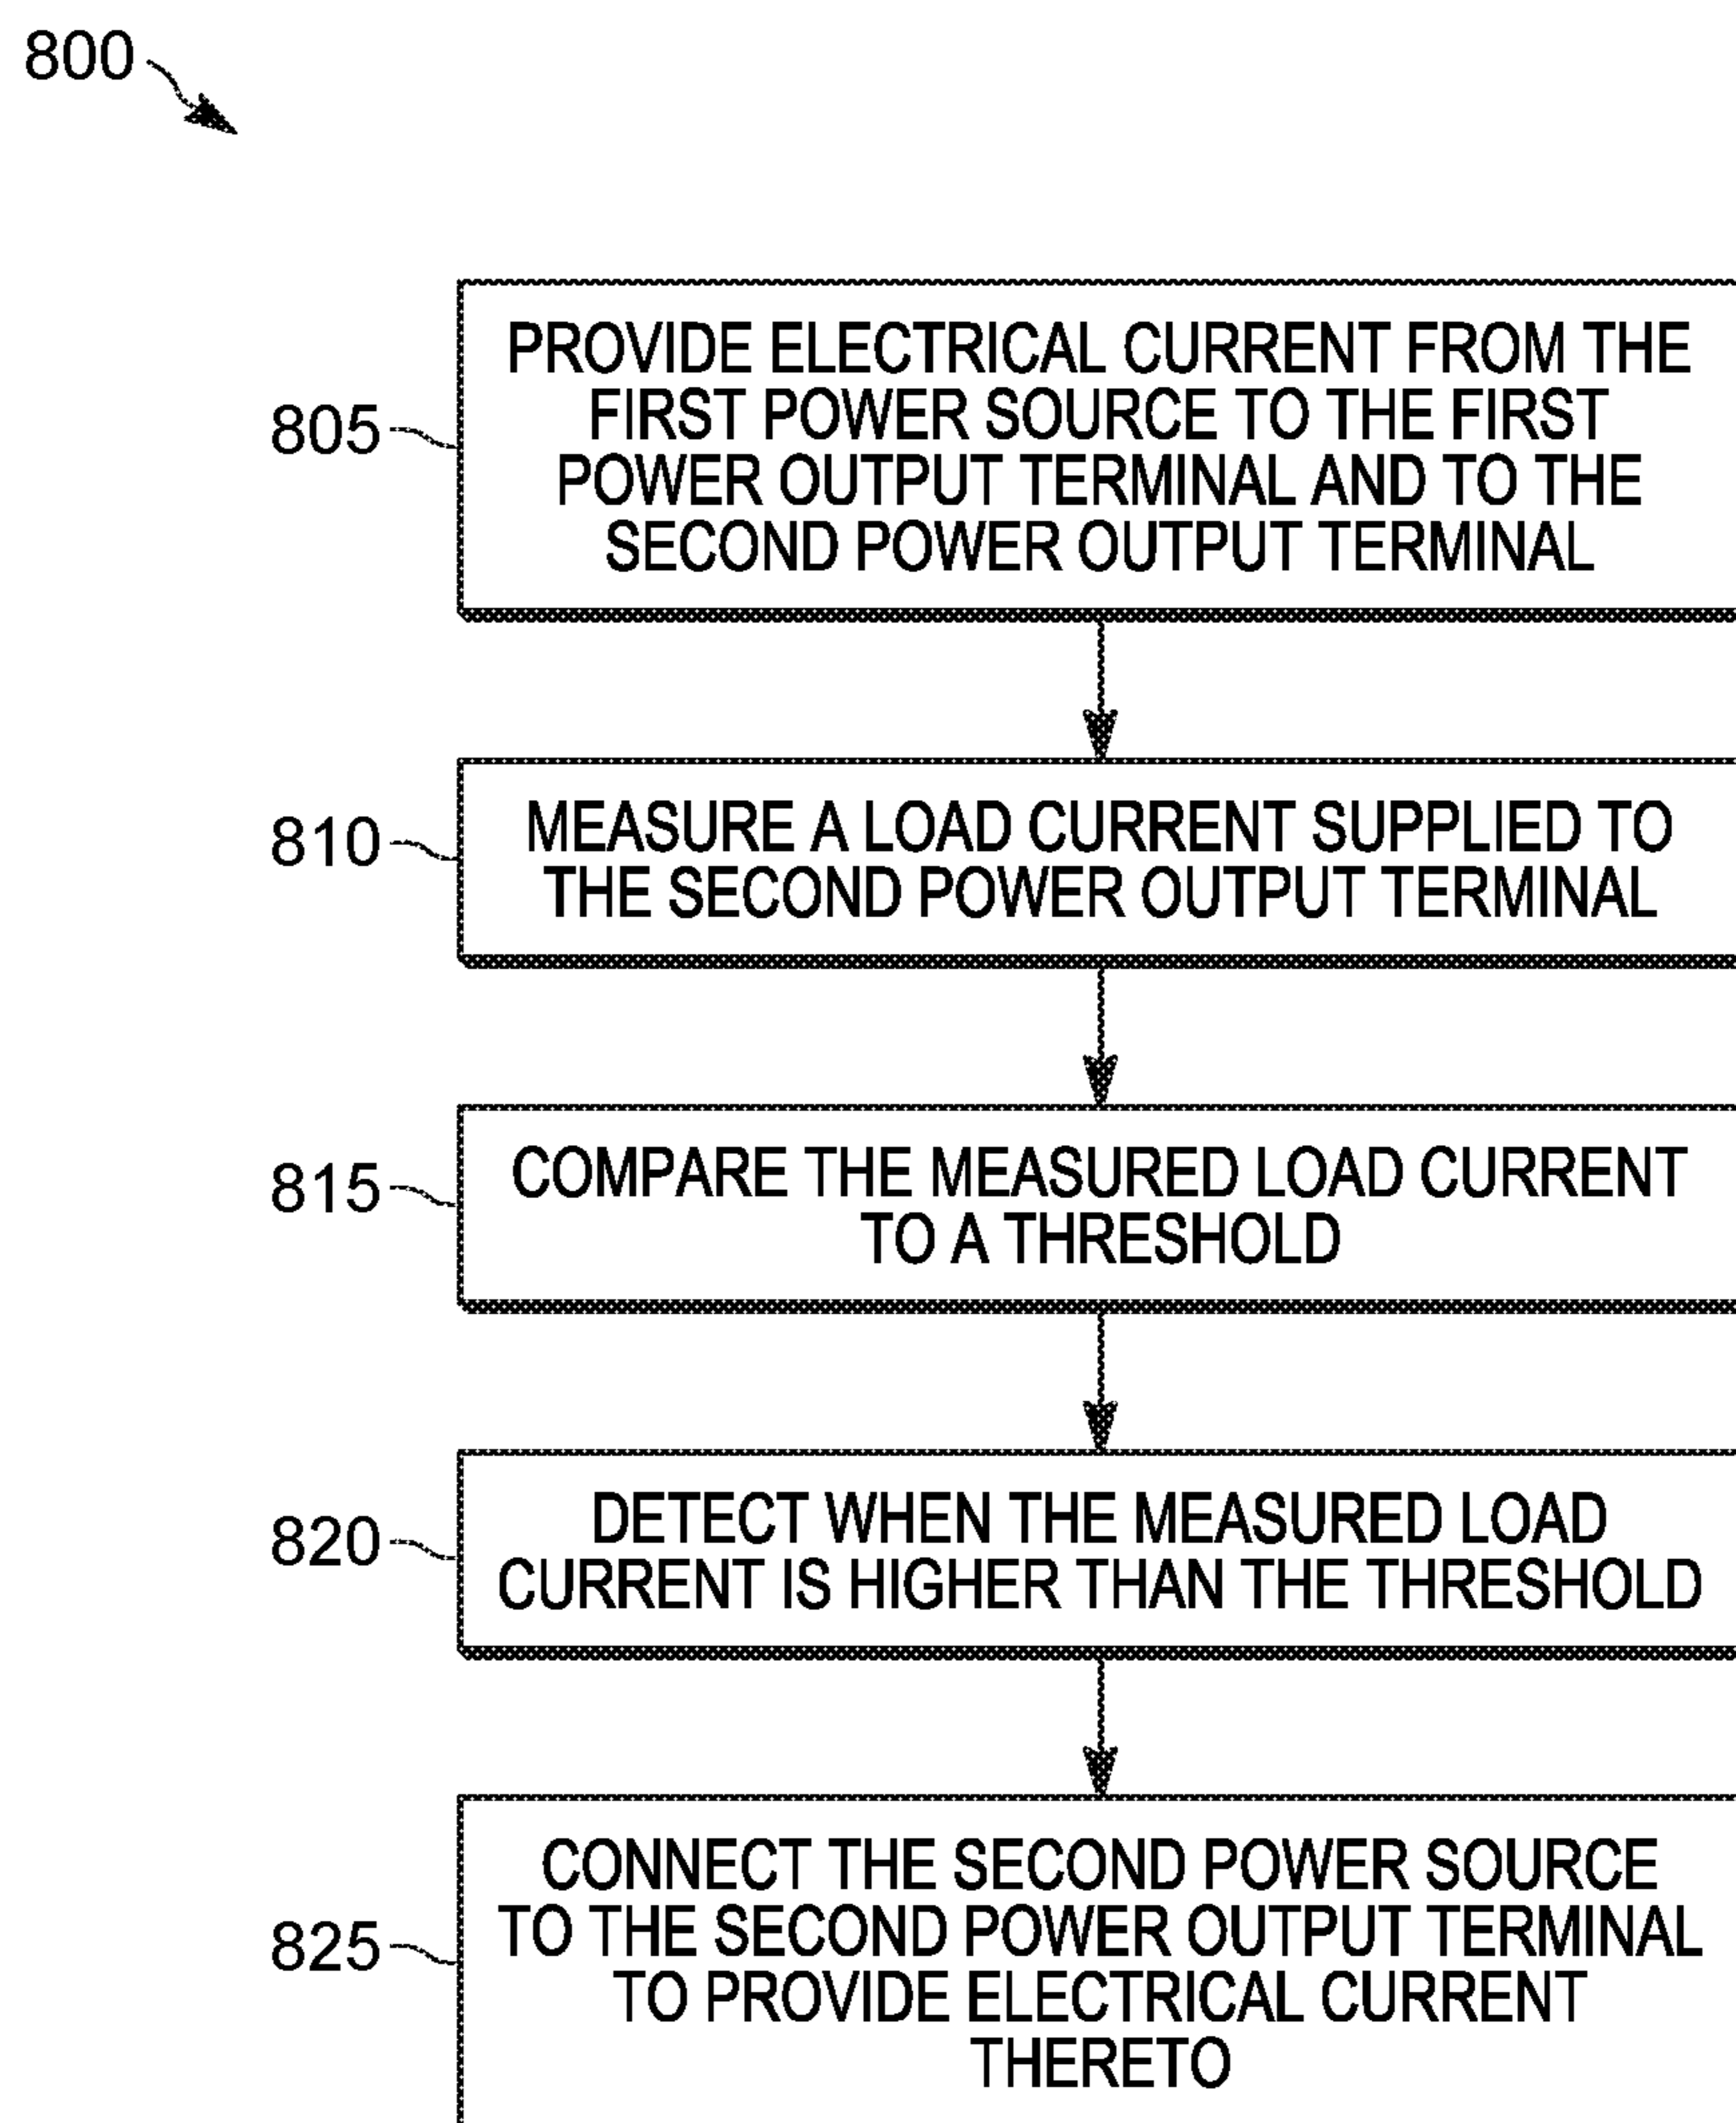 800
805
PROVIDE ELECTRICAL CURRENT FROM THE
FIRST POWER SOURCE TO THE FIRST
POWER OUTPUT TERMINAL AND TO THE
SECOND POWER OUTPUT TERMINAL
810
MEASURE A LOAD CURRENT SUPPLIED TO
THE SECOND POWER OUTPUT TERMINAL
815
COMPARE THE MEASURED LOAD CURRENT
TO A THRESHOLD
820
DETECT WHEN THE MEASURED LOAD
CURRENT IS HIGHER THAN THE THRESHOLD
825
CONNECT THE SECOND POWER SOURCE
TO THE SECOND POWER OUTPUT TERMINAL
TO PROVIDE ELECTRICAL CURRENT
THERETO